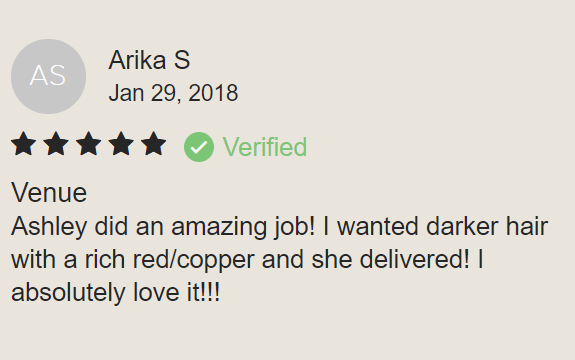 AS
Arika S
Jan 29, 2018
Verified
Venue
Ashley did an amazing job! I wanted darker hair
with a rich red/copper and she delivered! I
absolutely love it!!!